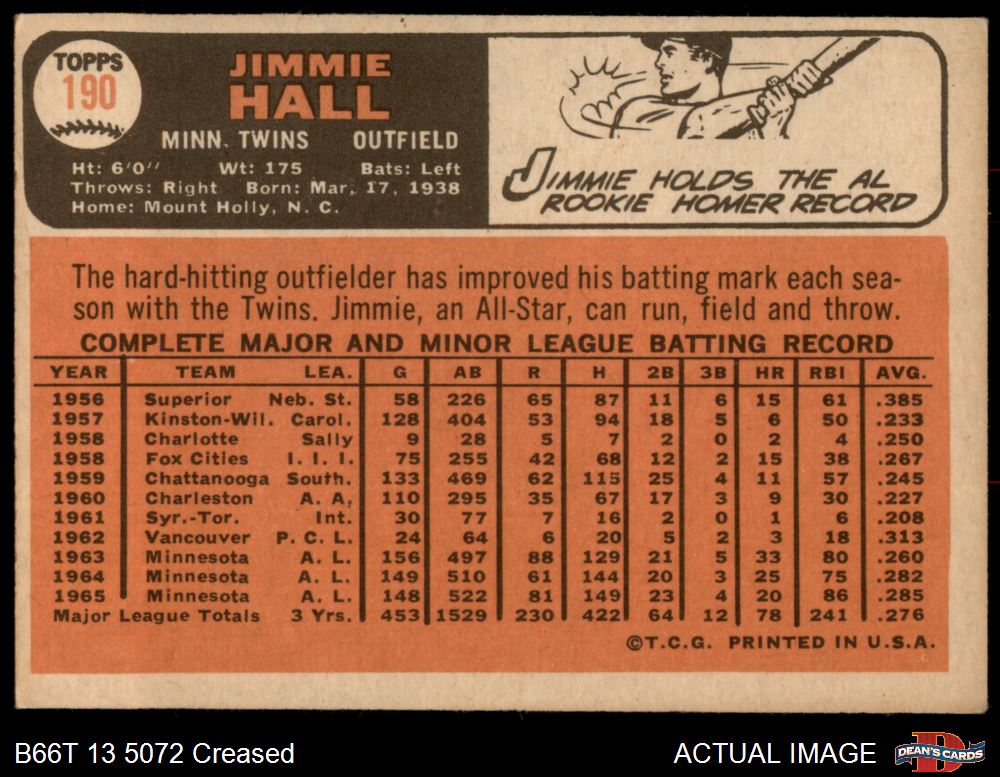 TOPPS
190
JIMMIE
HALL
MINN. TWINS OUTFIELD
Ht: 6'0'' Wt: 175 Bats: Left
Throws: Right Born: Mar. 17, 1938
Home: Mount Holly, N. C.
JIMMIE HOLDS THE AL
ROOKIE HOMER RECORD
The hard-hitting outfielder has improved his batting mark each sea-
son with the Twins. Jimmie, an All-Star, can run, field and throw.
COMPLETE MAJOR AND MINOR LEAGUE BATTING RECORD
YEAR TEAM LEA. G AB R H 2B 3B HR RBI AVG.
1956 Superior Neb. St. 58 226 65 87 11 6 15 61 .385
1957 Kinston-Wil. Carol. 128 404 53 94 18 5 6 50 .233
1958 Charlotte Sally 9 28 5 7 2 0 2 4 .250
1958 Fox Cities I. I. I. 75 255 42 68 12 2 15 38 .267
1959 Chattanooga South. 133 469 62 115 25 4 11 57 .245
1960 Charleston A. A. 110 295 35 67 17 3 9 30 .227
1961 Syr.-Tor. Int. 30 77 7 16 2 0 1 6 .208
1962 Vancouver P. C. L. 24 64 6 20 5 2 3 18 .313
1963 Minnesota A. L. 156 497 88 129 21 5 33 80 .260
1964 Minnesota A. L. 149 510 61 144 20 3 25 75 .282
1965 Minnesota A. L. 148 522 81 149 23 4 20 86 .285
Major League Totals 3 Yrs. 453 1529 230 422 64 12 78 241 .276
©T.C.G. PRINTED IN U.S.A.
B66T 13 5072 Creased
ACTUAL IMAGE
D
DEAN'S CARDS